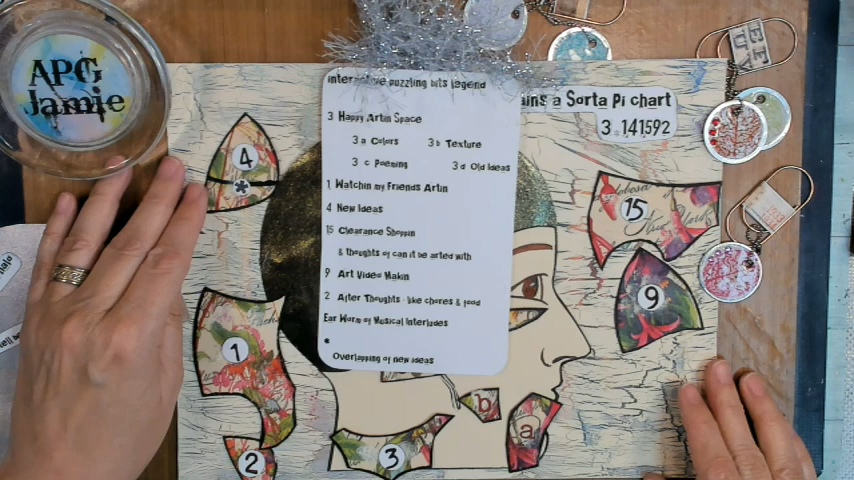 APG
Jamie
interactive puzzling bits legend
3 Happy Artin Space
3 a Colors 3 b Texture
3 c Poeming 3 d Old Ideas
1 Watchin my Friends Artin
4 New Ideas
15 Clearance Shoppin
& thoughts of can it be arted with
9 Art Video Makin
2 After Thoughts - like chores & food
Ear Worm of Musical Interludes
*
Overlapping of new ideas
ains a Sorta Pi chart
3.141592
4
*
1
2
3
b
a
15
9